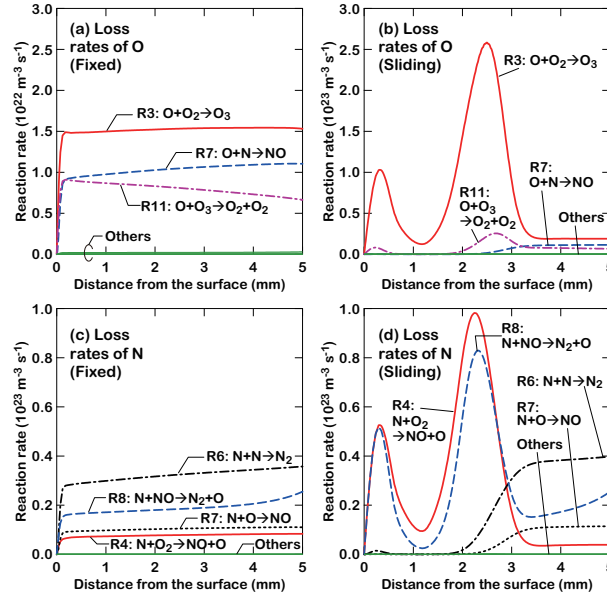 (a) Loss
rates of O
(Fixed)
Reaction rate (10²² m⁻³ s⁻¹)
3.0
2.5
2.0
1.5
1.0
0.5
0.0
R3: O+O₂→O₃
R7: O+N→NO
R11: O+O₃→O₂+O₂
Others
0 1 2 3 4 5
Distance from the surface (mm)
(b) Loss
rates of O
(Sliding)
Reaction rate (10²³ m⁻³ s⁻¹)
3.0
2.5
2.0
1.5
1.0
0.5
0.0
R3: O+O₂→O₃
R7:
O+N→NO
R11:
O+O₃
→O₂+O₂
Others
0 1 2 3 4 5
Distance from the surface (mm)
(c) Loss
rates of N
(Fixed)
Reaction rate (10²³ m⁻³ s⁻¹)
1.0
0.8
0.6
0.4
0.2
0.0
R6: N+N→N₂
R8: N+NO→N₂+O
R7: N+O→NO
R4: N+O₂→NO+O
Others
0 1 2 3 4 5
Distance from the surface (mm)
(d) Loss
rates of N
(Sliding)
Reaction rate (10²³ m⁻³ s⁻¹)
1.0
0.8
0.6
0.4
0.2
0.0
R8:
N+NO→N₂+O
R6: N+N→N₂
R4:
N+O₂
→NO+O
R7:
N+O→NO
Others
0 1 2 3 4 5
Distance from the surface (mm)